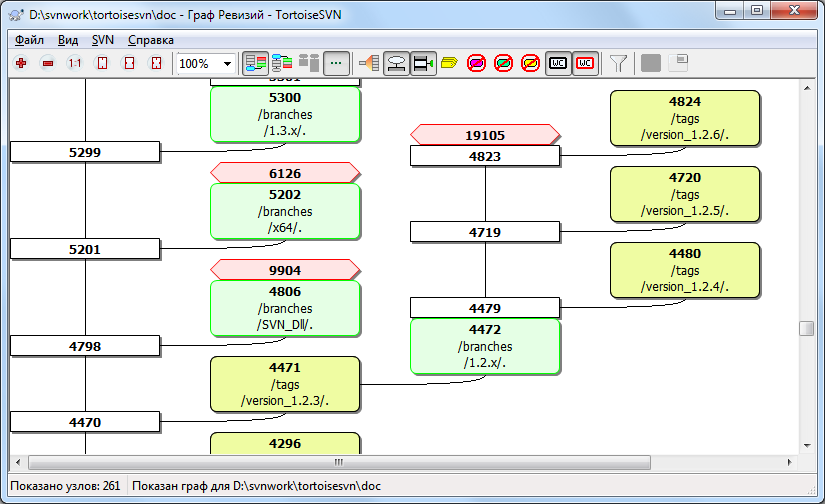 D:\svnwork\tortoisesvn\doc - Граф Ревизий - TortoiseSVN
Файл Вид SVN Справка
1:1
100%
WC
WC
5300
/branches
/1.3.x/.
5299
6126
5202
/branches
/x64/.
5201
9904
4806
/branches
/SVN_Dll/.
4798
4471
/tags
/version_1.2.3/.
4470
4296
19105
4823
4719
4479
4472
/branches
/1.2.x/.
4824
/tags
/version_1.2.6/.
4720
/tags
/version_1.2.5/.
4480
/tags
/version_1.2.4/.
Показано узлов: 261 Показан граф для D:\svnwork\tortoisesvn\doc